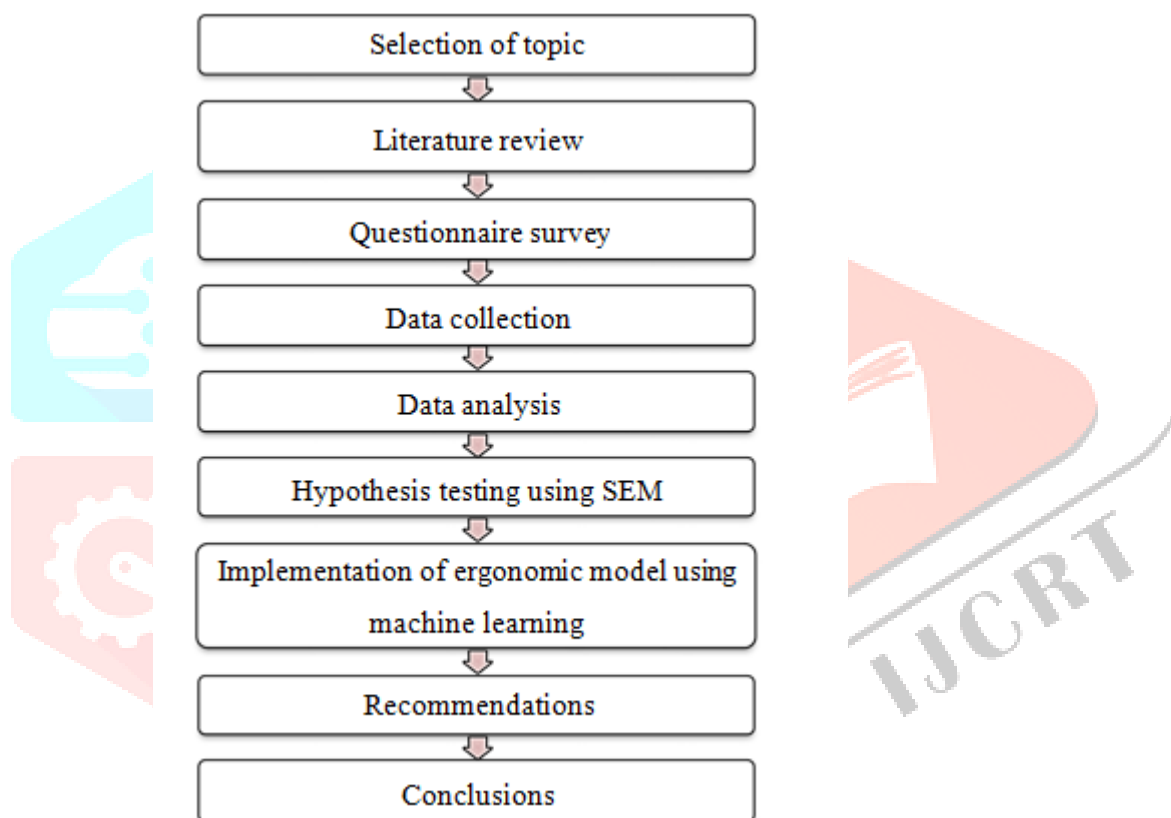 Selection of topic
Literature review
Questionnaire survey
Data collection
Data analysis
Hypothesis testing using SEM
Implementation of ergonomic model using
machine learning
Recommendations
Conclusions
IJCRT